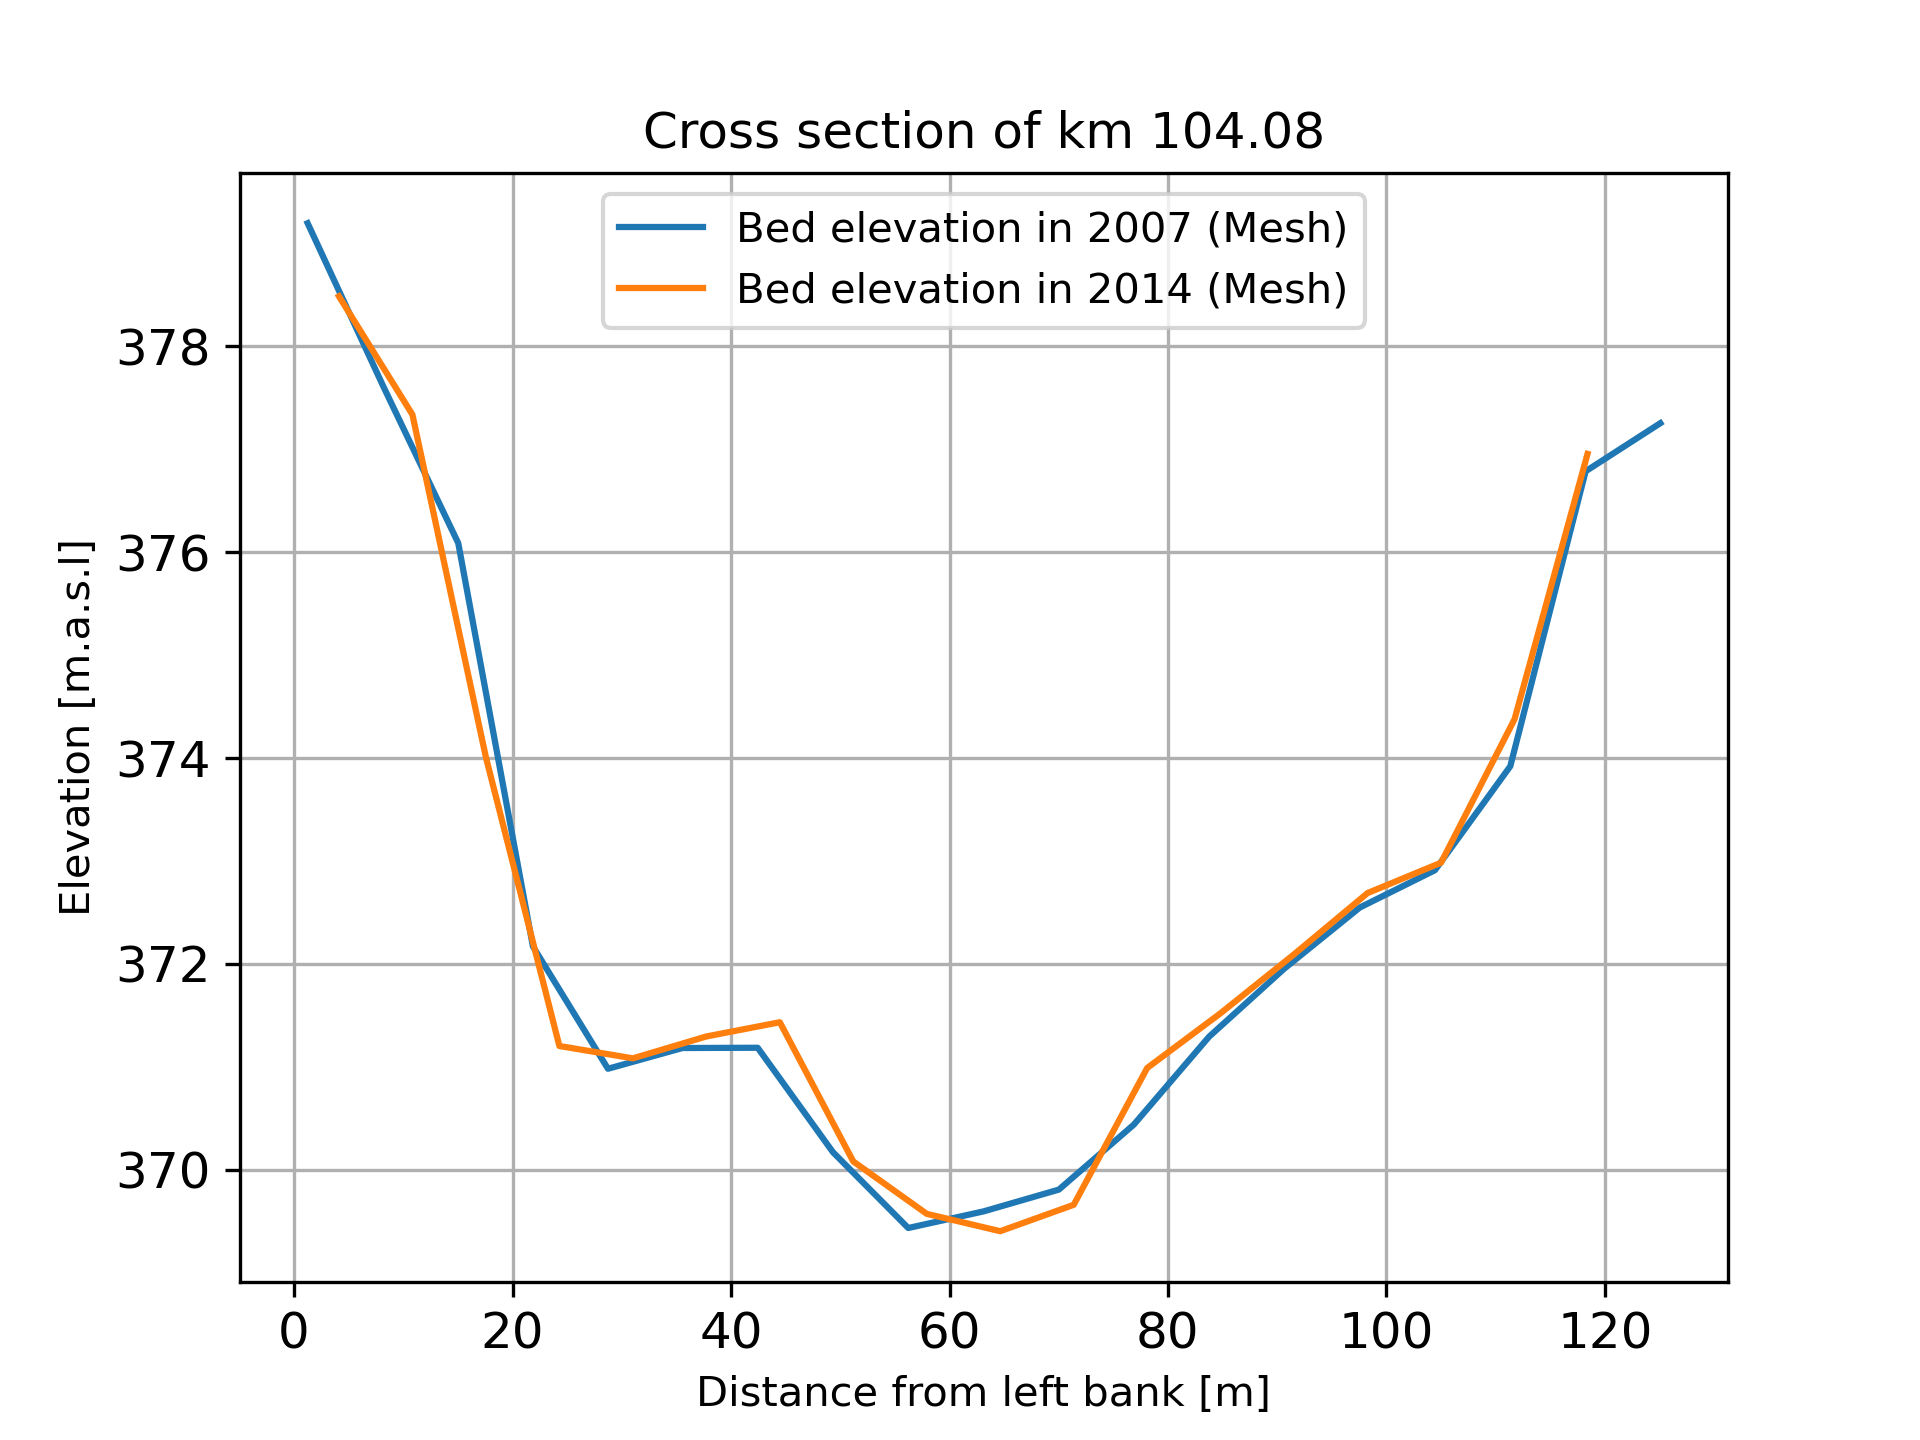 Cross section of km 104.08
Bed elevation in 2007 (Mesh)
Bed elevation in 2014 (Mesh)
378
376
374
372
370
Elevation [m.a.s.l]
0 20 40 60 80 100 120
Distance from left bank [m]